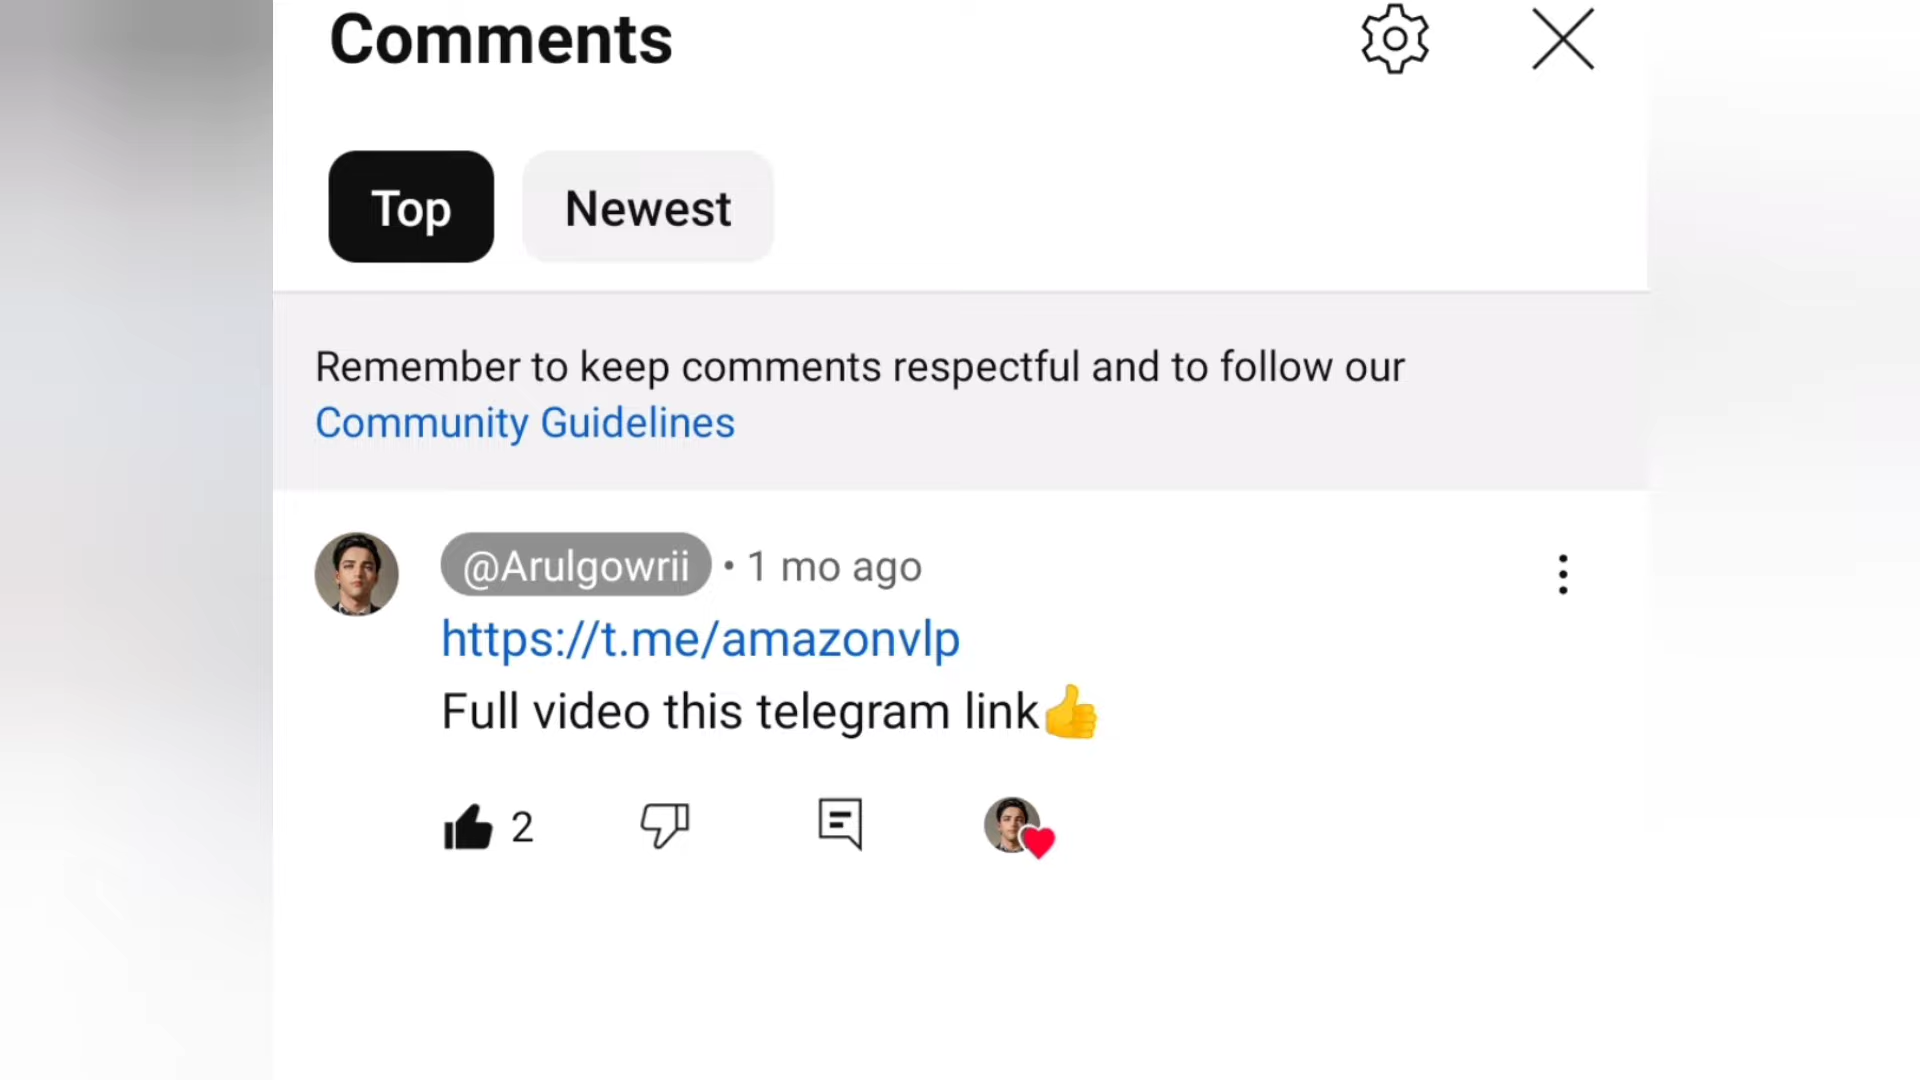 Comments
Top
Newest
Remember to keep comments respectful and to follow our
Community Guidelines
@Arulgowrii • 1 mo ago
https://t.me/amazonvlp
Full video this telegram link👍
2